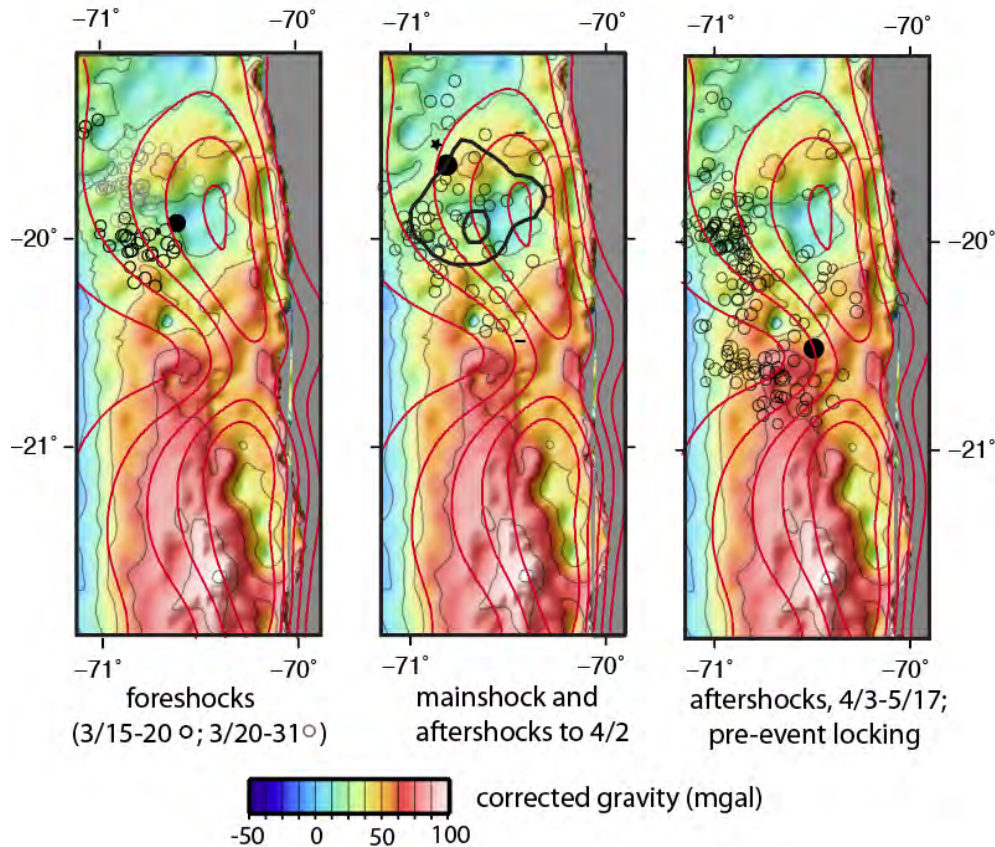 −71° −70° −71° −70° −71° −70°
−20° −20° −20°
−21° −21° −21°
−71° −70° −71° −70° −71° −70°
foreshocks
(3/15-20 o; 3/20-31 o)
mainshock and
aftershocks to 4/2
aftershocks, 4/3-5/17;
pre-event locking
corrected gravity (mgal)
-50 0 50 100